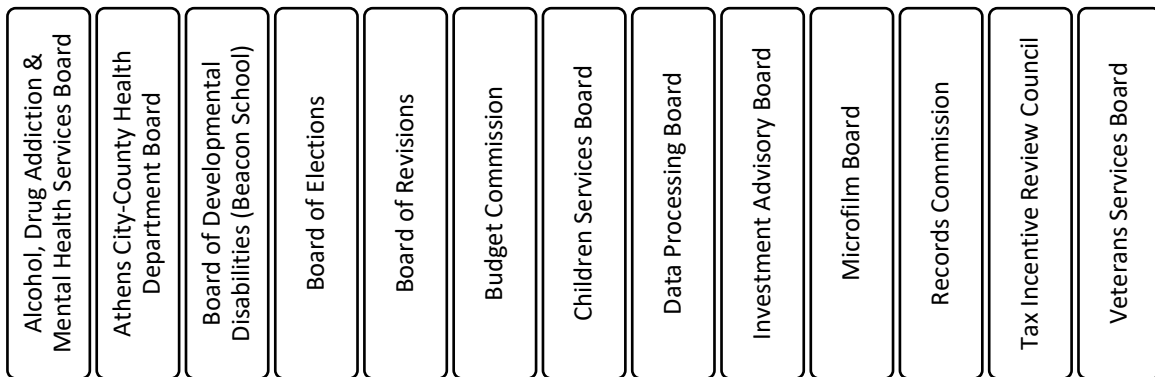 Alcohol, Drug Addiction &
Mental Health Services Board
Athens City-County Health
Department Board
Board of Developmental
Disabilities (Beacon School)
Board of Elections
Board of Revisions
Budget Commission
Children Services Board
Data Processing Board
Investment Advisory Board
Microfilm Board
Records Commission
Tax Incentive Review Council
Veterans Services Board